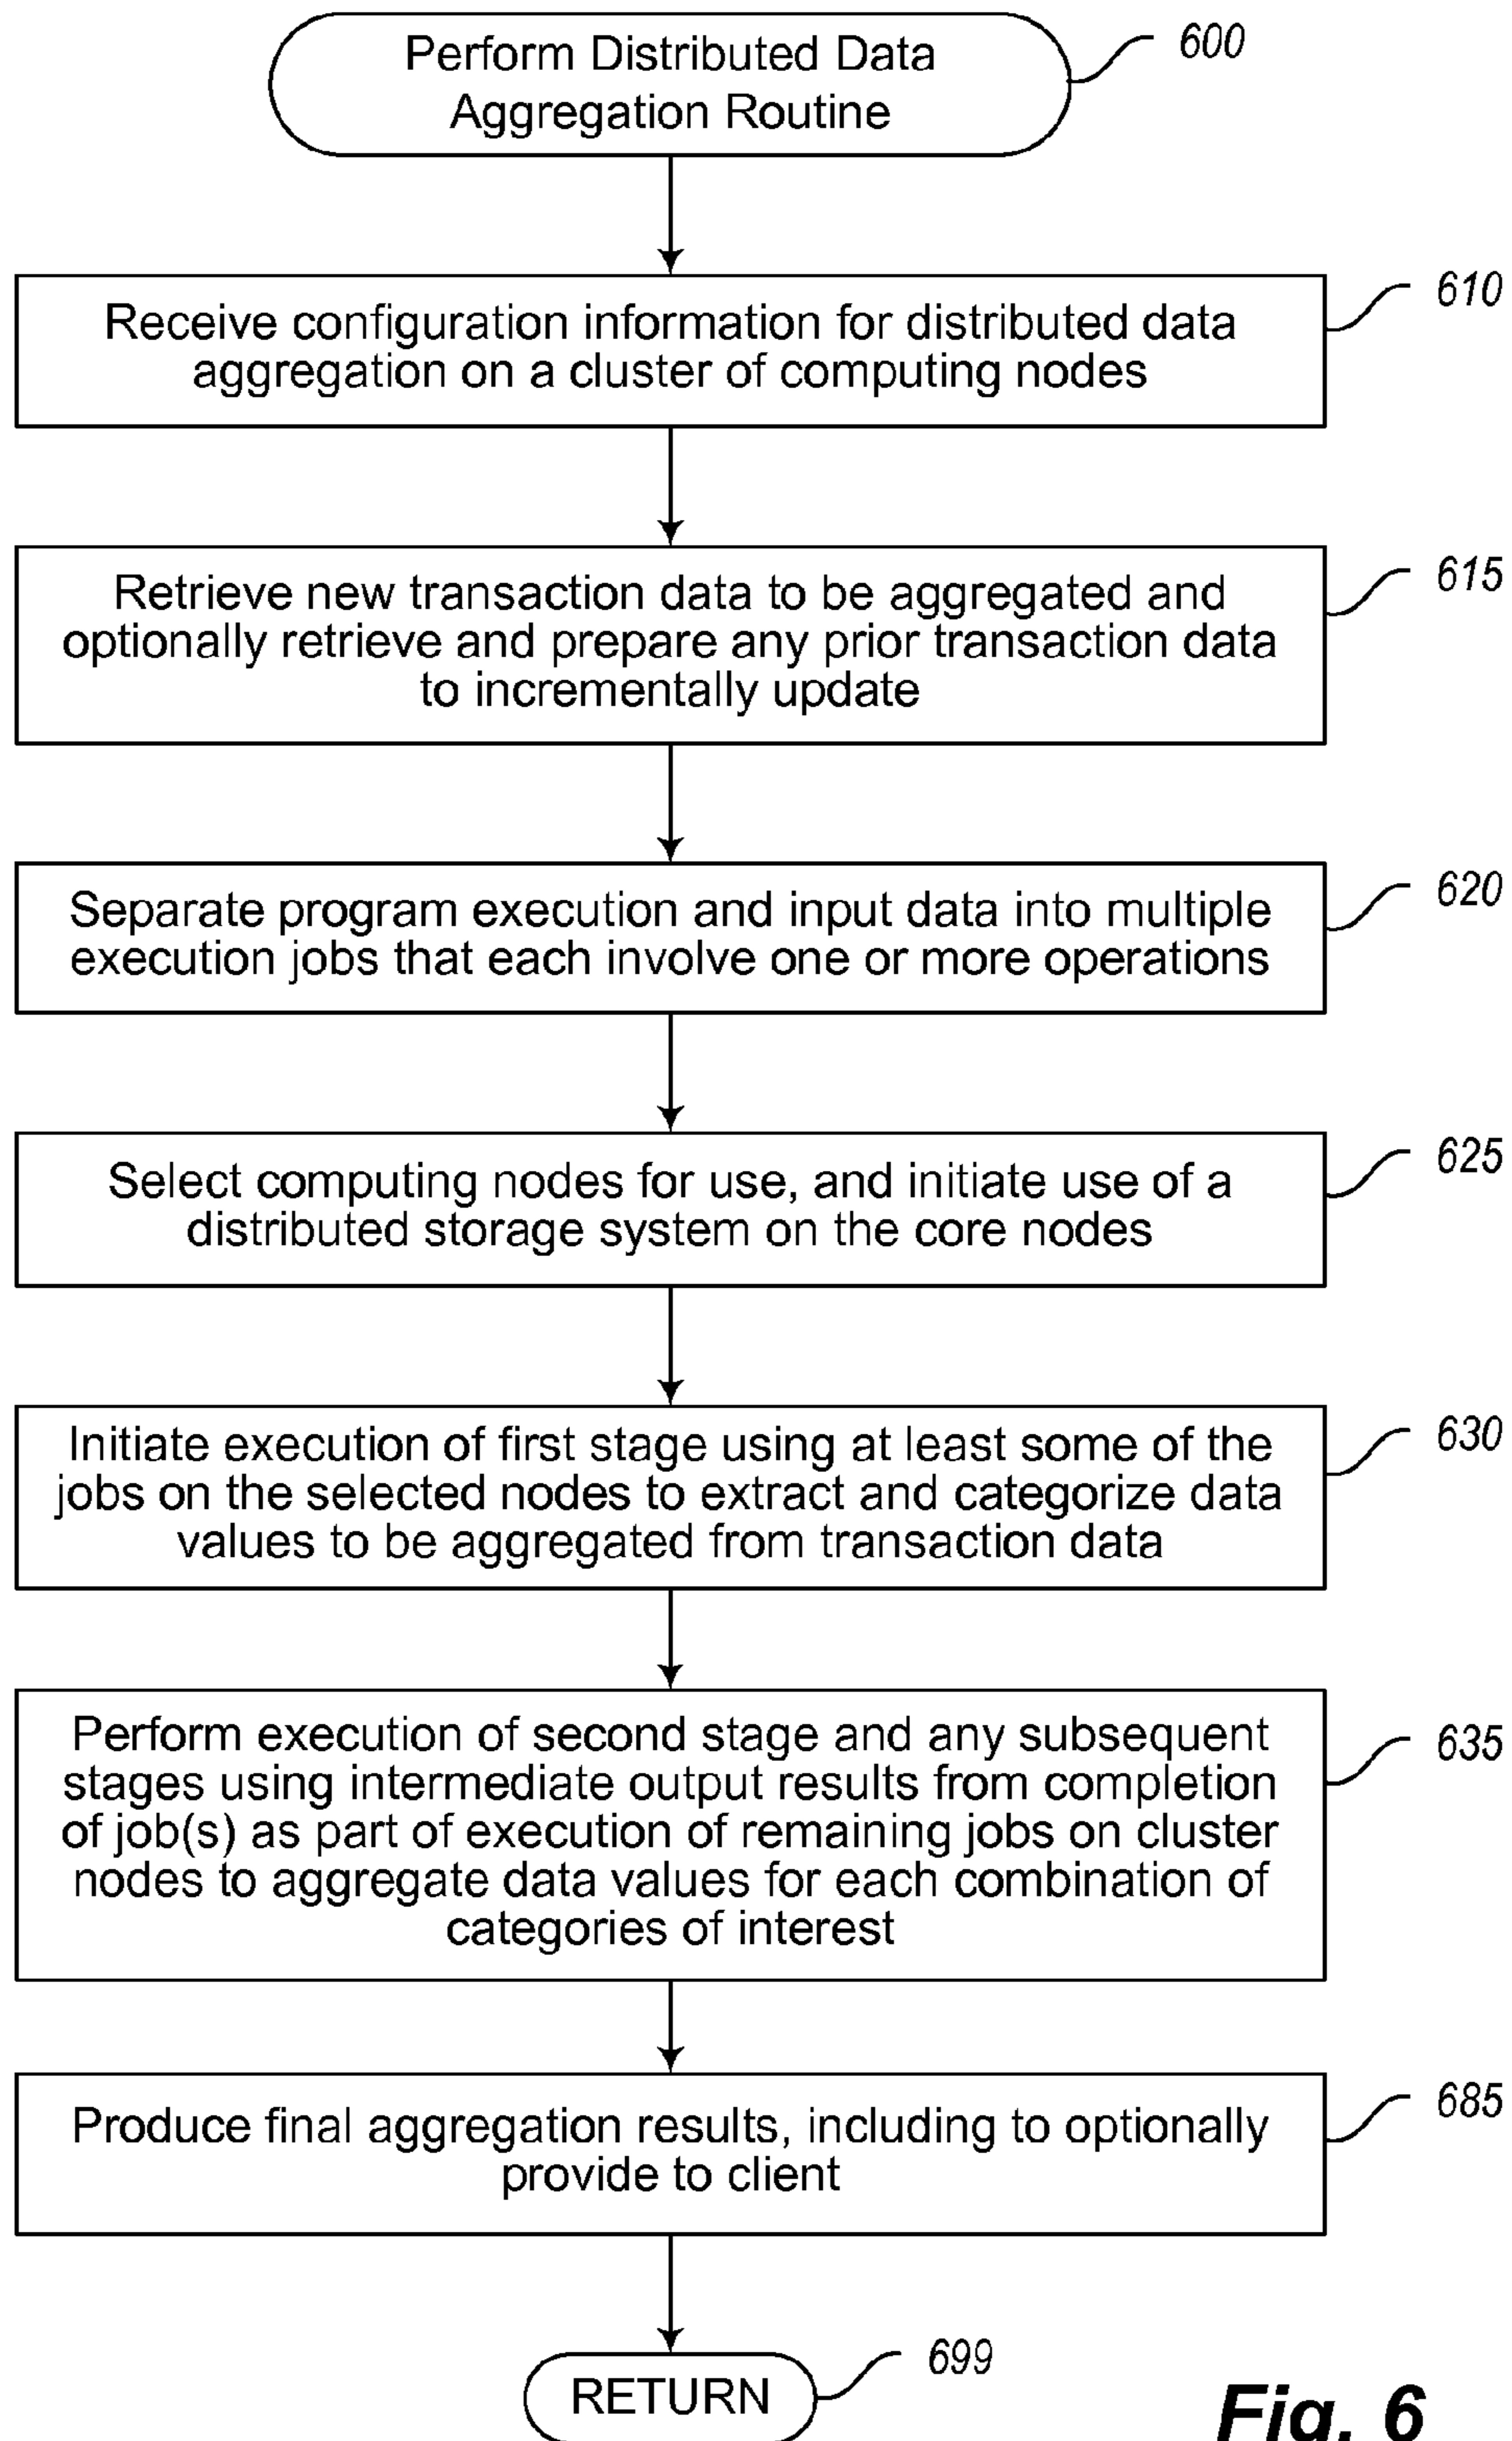 Perform Distributed Data
Aggregation Routine
600
Receive configuration information for distributed data
aggregation on a cluster of computing nodes
610
Retrieve new transaction data to be aggregated and
optionally retrieve and prepare any prior transaction data
to incrementally update
615
Separate program execution and input data into multiple
execution jobs that each involve one or more operations
620
Select computing nodes for use, and initiate use of a
distributed storage system on the core nodes
625
Initiate execution of first stage using at least some of the
jobs on the selected nodes to extract and categorize data
values to be aggregated from transaction data
630
Perform execution of second stage and any subsequent
stages using intermediate output results from completion
of job(s) as part of execution of remaining jobs on cluster
nodes to aggregate data values for each combination of
categories of interest
635
Produce final aggregation results, including to optionally
provide to client
685
RETURN
699
Fig. 6